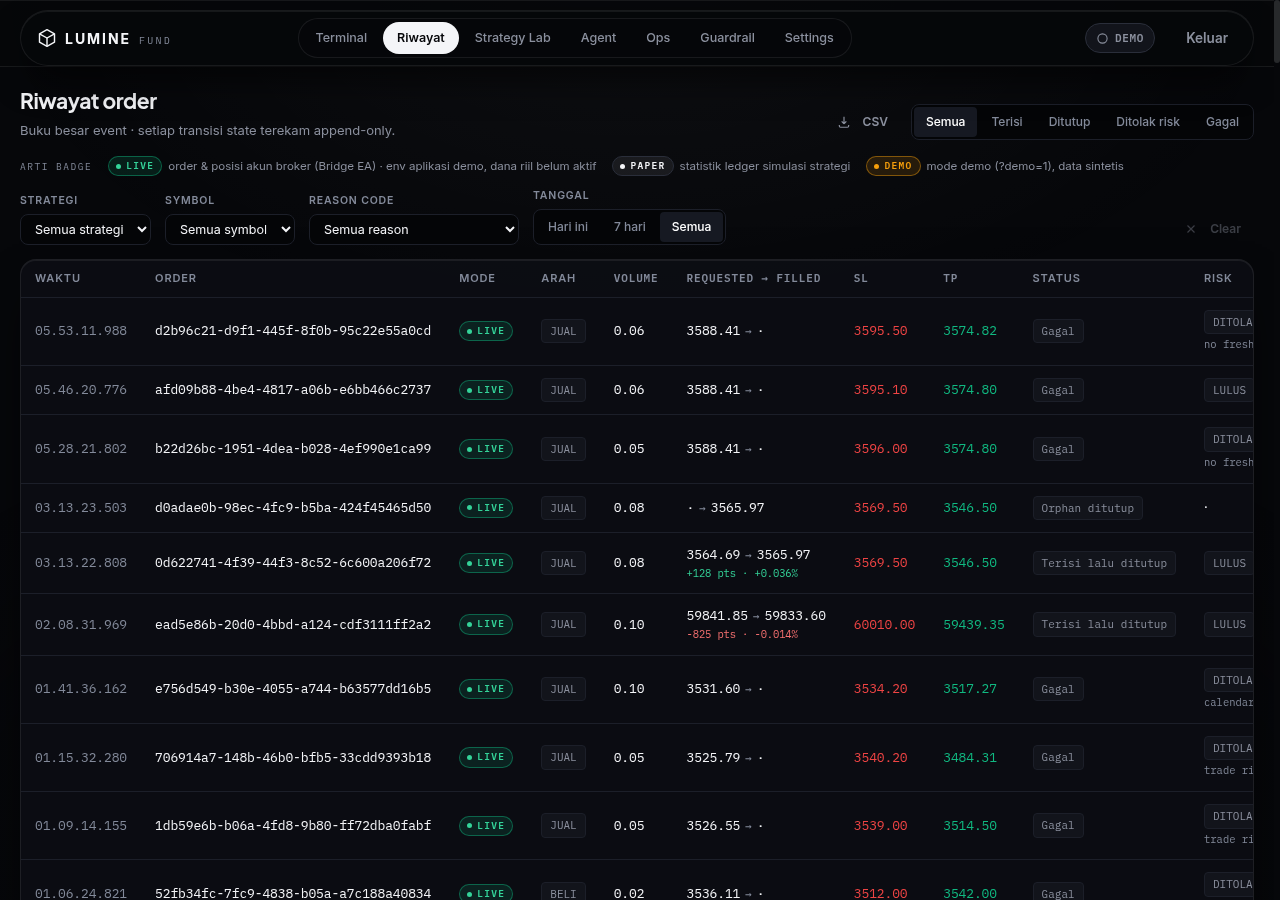 LUMINE FUND
Terminal Riwayat Strategy Lab Agent Ops Guardrail Settings
DEMO Keluar
Riwayat order
Buku besar event · setiap transisi state terekam append-only.
CSV Semua Terisi Ditutup Ditolak risk Gagal
ARTI BADGE LIVE order & posisi akun broker (Bridge EA) · env aplikasi demo, dana riil belum aktif PAPER statistik ledger simulasi strategi DEMO mode demo (?demo=1), data sintetis
STRATEGI SYMBOL REASON CODE TANGGAL
Semua strategi Semua symbol Semua reason Hari ini 7 hari Semua × Clear
WAKTU ORDER MODE ARAH VOLUME REQUESTED → FILLED SL TP STATUS RISK
05.53.11.988 d2b96c21-d9f1-445f-8f0b-95c22e55a0cd LIVE JUAL 0.06 3588.41 → · 3595.50 3574.82 Gagal DITOLA
no fresh
05.46.20.776 afd09b88-4be4-4817-a06b-e6bb466c2737 LIVE JUAL 0.06 3588.41 → · 3595.10 3574.80 Gagal LULUS
05.28.21.802 b22d26bc-1951-4dea-b028-4ef990e1ca99 LIVE JUAL 0.05 3588.41 → · 3596.00 3574.80 Gagal DITOLA
no fresh
03.13.23.503 d0adae0b-98ec-4fc9-b5ba-424f45465d50 LIVE JUAL 0.08 · → 3565.97 3569.50 3546.50 Orphan ditutup ·
03.13.22.808 0d622741-4f39-44f3-8c52-6c600a206f72 LIVE JUAL 0.08 3564.69 → 3565.97 3569.50 3546.50 Terisi lalu ditutup LULUS
+128 pts · +0.036%
02.08.31.969 ead5e86b-20d0-4bbd-a124-cdf3111ff2a2 LIVE JUAL 0.10 59841.85 → 59833.60 60010.00 59439.35 Terisi lalu ditutup LULUS
-825 pts · -0.014%
01.41.36.162 e756d549-b30e-4055-a744-b63577dd16b5 LIVE JUAL 0.10 3531.60 → · 3534.20 3517.27 Gagal DITOLA
calendar
01.15.32.280 706914a7-148b-46b0-bfb5-33cdd9393b18 LIVE JUAL 0.05 3525.79 → · 3540.20 3484.31 Gagal DITOLA
trade ri
01.09.14.155 1db59e6b-b06a-4fd8-9b80-ff72dba0fabf LIVE JUAL 0.05 3526.55 → · 3539.00 3514.50 Gagal DITOLA
trade ri
01.06.24.821 52fb34fc-7fc9-4838-b05a-a7c188a40834 LIVE BELI 0.02 3536.11 → · 3512.00 3542.00 Gagal DITOLA